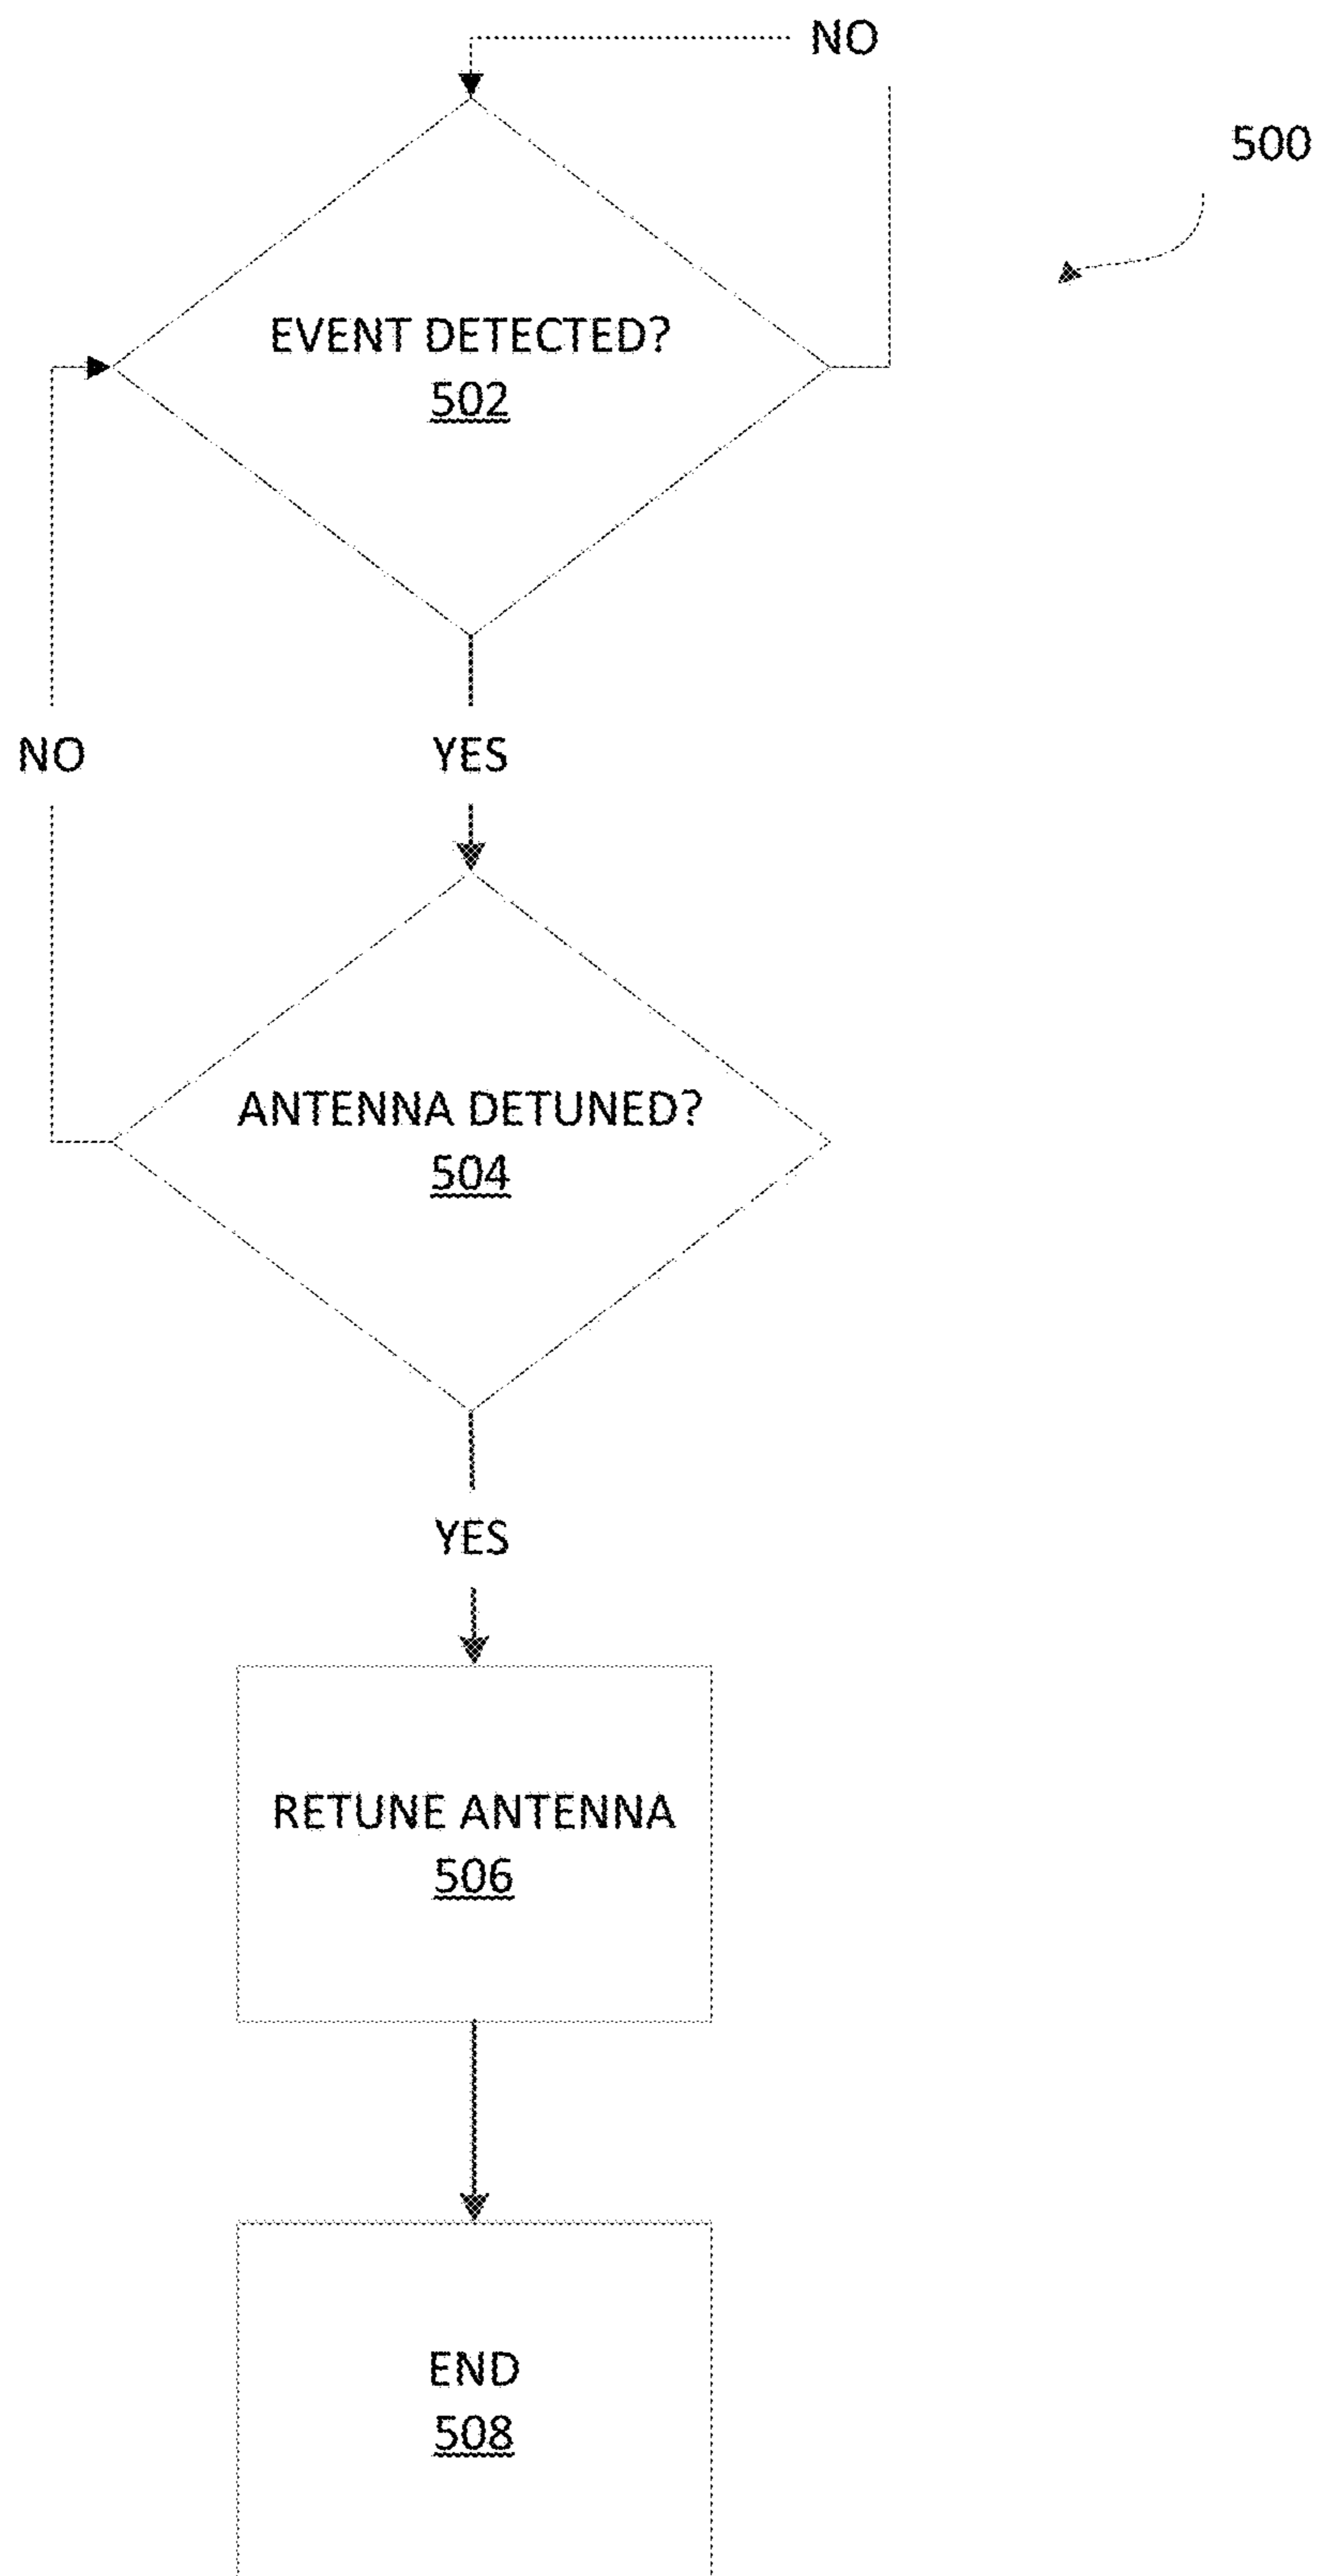 NO
500
EVENT DETECTED?
502
NO
YES
ANTENNA DETUNED?
504
YES
RETUNE ANTENNA
506
END
508